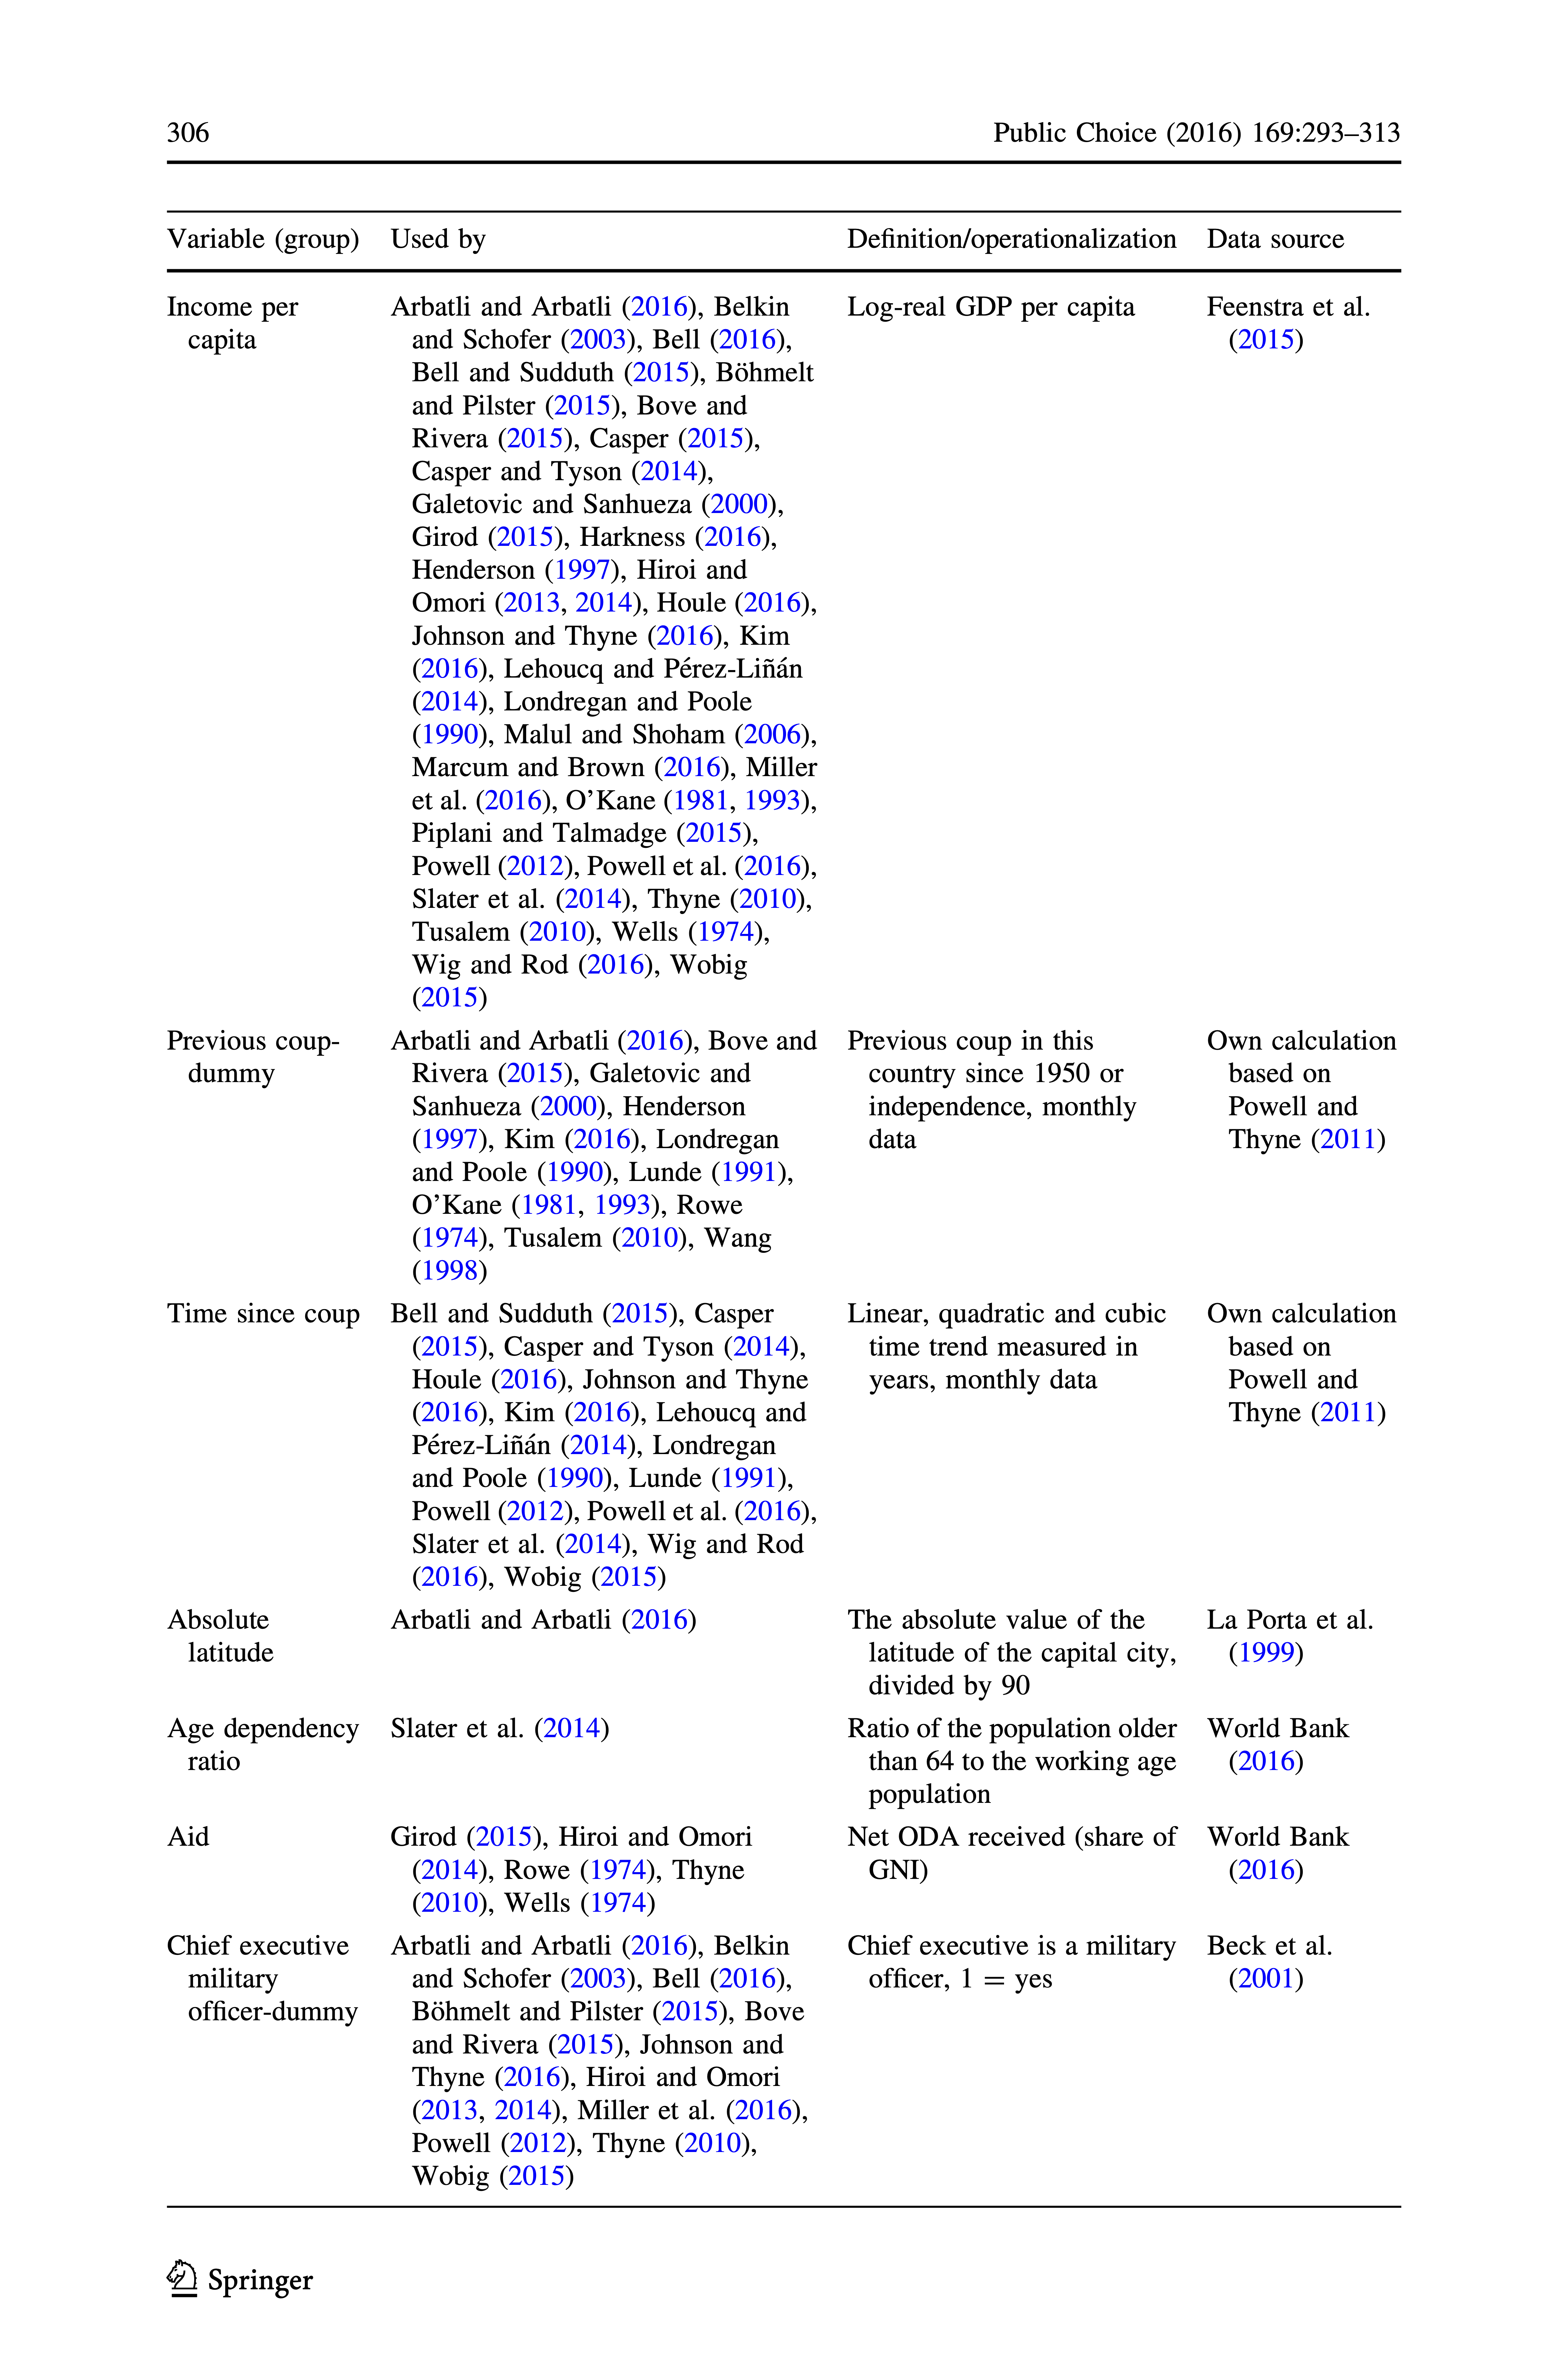 306
Public Choice (2016) 169:293–313
Variable (group)
Used by
Definition/operationalization
Data source
Income per
capita
Arbatli and Arbatli (2016), Belkin
and Schofer (2003), Bell (2016),
Bell and Sudduth (2015), Böhmelt
and Pilster (2015), Bove and
Rivera (2015), Casper (2015),
Casper and Tyson (2014),
Galetovic and Sanhueza (2000),
Girod (2015), Harkness (2016),
Henderson (1997), Hiroi and
Omori (2013, 2014), Houle (2016),
Johnson and Thyne (2016), Kim
(2016), Lehoucq and Pérez-Liñán
(2014), Londregan and Poole
(1990), Malul and Shoham (2006),
Marcum and Brown (2016), Miller
et al. (2016), O’Kane (1981, 1993),
Piplani and Talmadge (2015),
Powell (2012), Powell et al. (2016),
Slater et al. (2014), Thyne (2010),
Tusalem (2010), Wells (1974),
Wig and Rod (2016), Wobig
(2015)
Log-real GDP per capita
Feenstra et al.
(2015)
Previous coup-
dummy
Arbatli and Arbatli (2016), Bove and
Rivera (2015), Galetovic and
Sanhueza (2000), Henderson
(1997), Kim (2016), Londregan
and Poole (1990), Lunde (1991),
O’Kane (1981, 1993), Rowe
(1974), Tusalem (2010), Wang
(1998)
Previous coup in this
country since 1950 or
independence, monthly
data
Own calculation
based on
Powell and
Thyne (2011)
Time since coup
Bell and Sudduth (2015), Casper
(2015), Casper and Tyson (2014),
Houle (2016), Johnson and Thyne
(2016), Kim (2016), Lehoucq and
Pérez-Liñán (2014), Londregan
and Poole (1990), Lunde (1991),
Powell (2012), Powell et al. (2016),
Slater et al. (2014), Wig and Rod
(2016), Wobig (2015)
Linear, quadratic and cubic
time trend measured in
years, monthly data
Own calculation
based on
Powell and
Thyne (2011)
Absolute
latitude
Arbatli and Arbatli (2016)
The absolute value of the
latitude of the capital city,
divided by 90
La Porta et al.
(1999)
Age dependency
ratio
Slater et al. (2014)
Ratio of the population older
than 64 to the working age
population
World Bank
(2016)
Aid
Girod (2015), Hiroi and Omori
(2014), Rowe (1974), Thyne
(2010), Wells (1974)
Net ODA received (share of
GNI)
World Bank
(2016)
Chief executive
military
officer-dummy
Arbatli and Arbatli (2016), Belkin
and Schofer (2003), Bell (2016),
Böhmelt and Pilster (2015), Bove
and Rivera (2015), Johnson and
Thyne (2016), Hiroi and Omori
(2013, 2014), Miller et al. (2016),
Powell (2012), Thyne (2010),
Wobig (2015)
Chief executive is a military
officer, 1 = yes
Beck et al.
(2001)
Springer